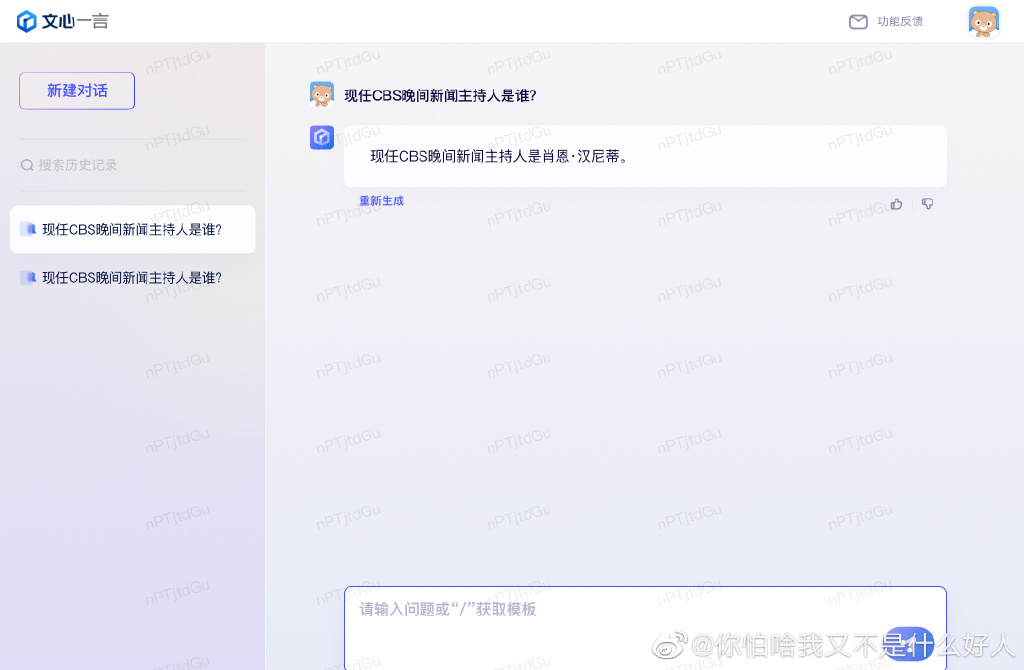 文心一言
功能反馈
新建对话
搜索历史记录
现任CBS晚间新闻主持人是谁?
现任CBS晚间新闻主持人是谁?
现任CBS晚间新闻主持人是谁?
现任CBS晚间新闻主持人是肖恩·汉尼蒂。
重新生成
请输入问题或“/”获取模板
nPTjtdGu
@你怕啥我又不是什么好人